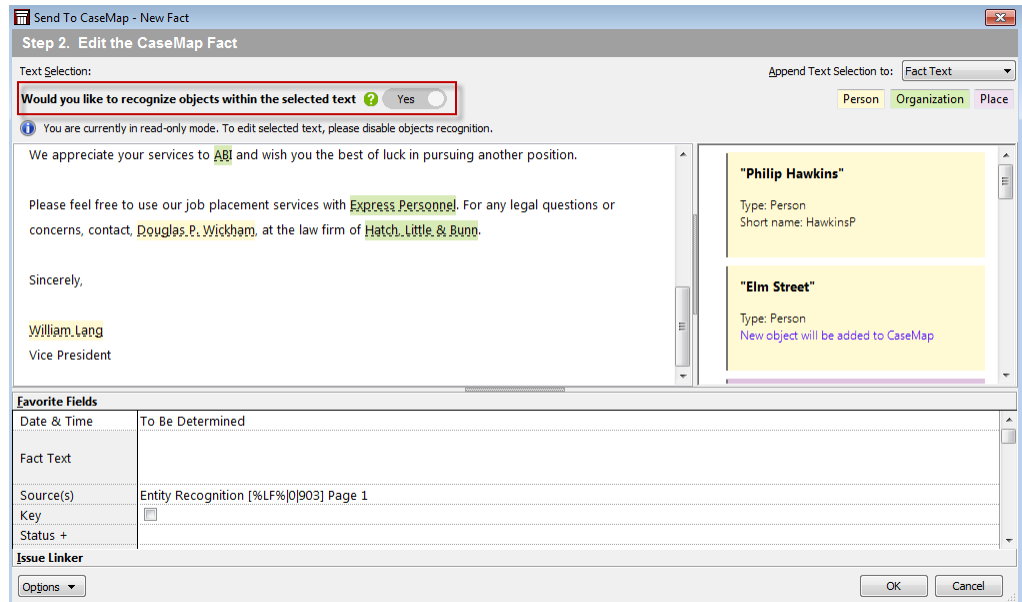 Send To CaseMap - New Fact
Step 2. Edit the CaseMap Fact
Text Selection:
Append Text Selection to: Fact Text
Would you like to recognize objects within the selected text ? Yes
Person Organization Place
You are currently in read-only mode. To edit selected text, please disable objects recognition.
We appreciate your services to ABI and wish you the best of luck in pursuing another position.
Please feel free to use our job placement services with Express Personnel. For any legal questions or
concerns, contact, Douglas P. Wickham, at the law firm of Hatch, Little & Bunn.
Sincerely,
William Lang
Vice President
"Philip Hawkins"
Type: Person
Short name: HawkinsP
"Elm Street"
Type: Person
New object will be added to CaseMap
Favorite Fields
Date & Time To Be Determined
Fact Text
Source(s) Entity Recognition [%LF%|0|903] Page 1
Key
Status +
Issue Linker
Options
OK
Cancel